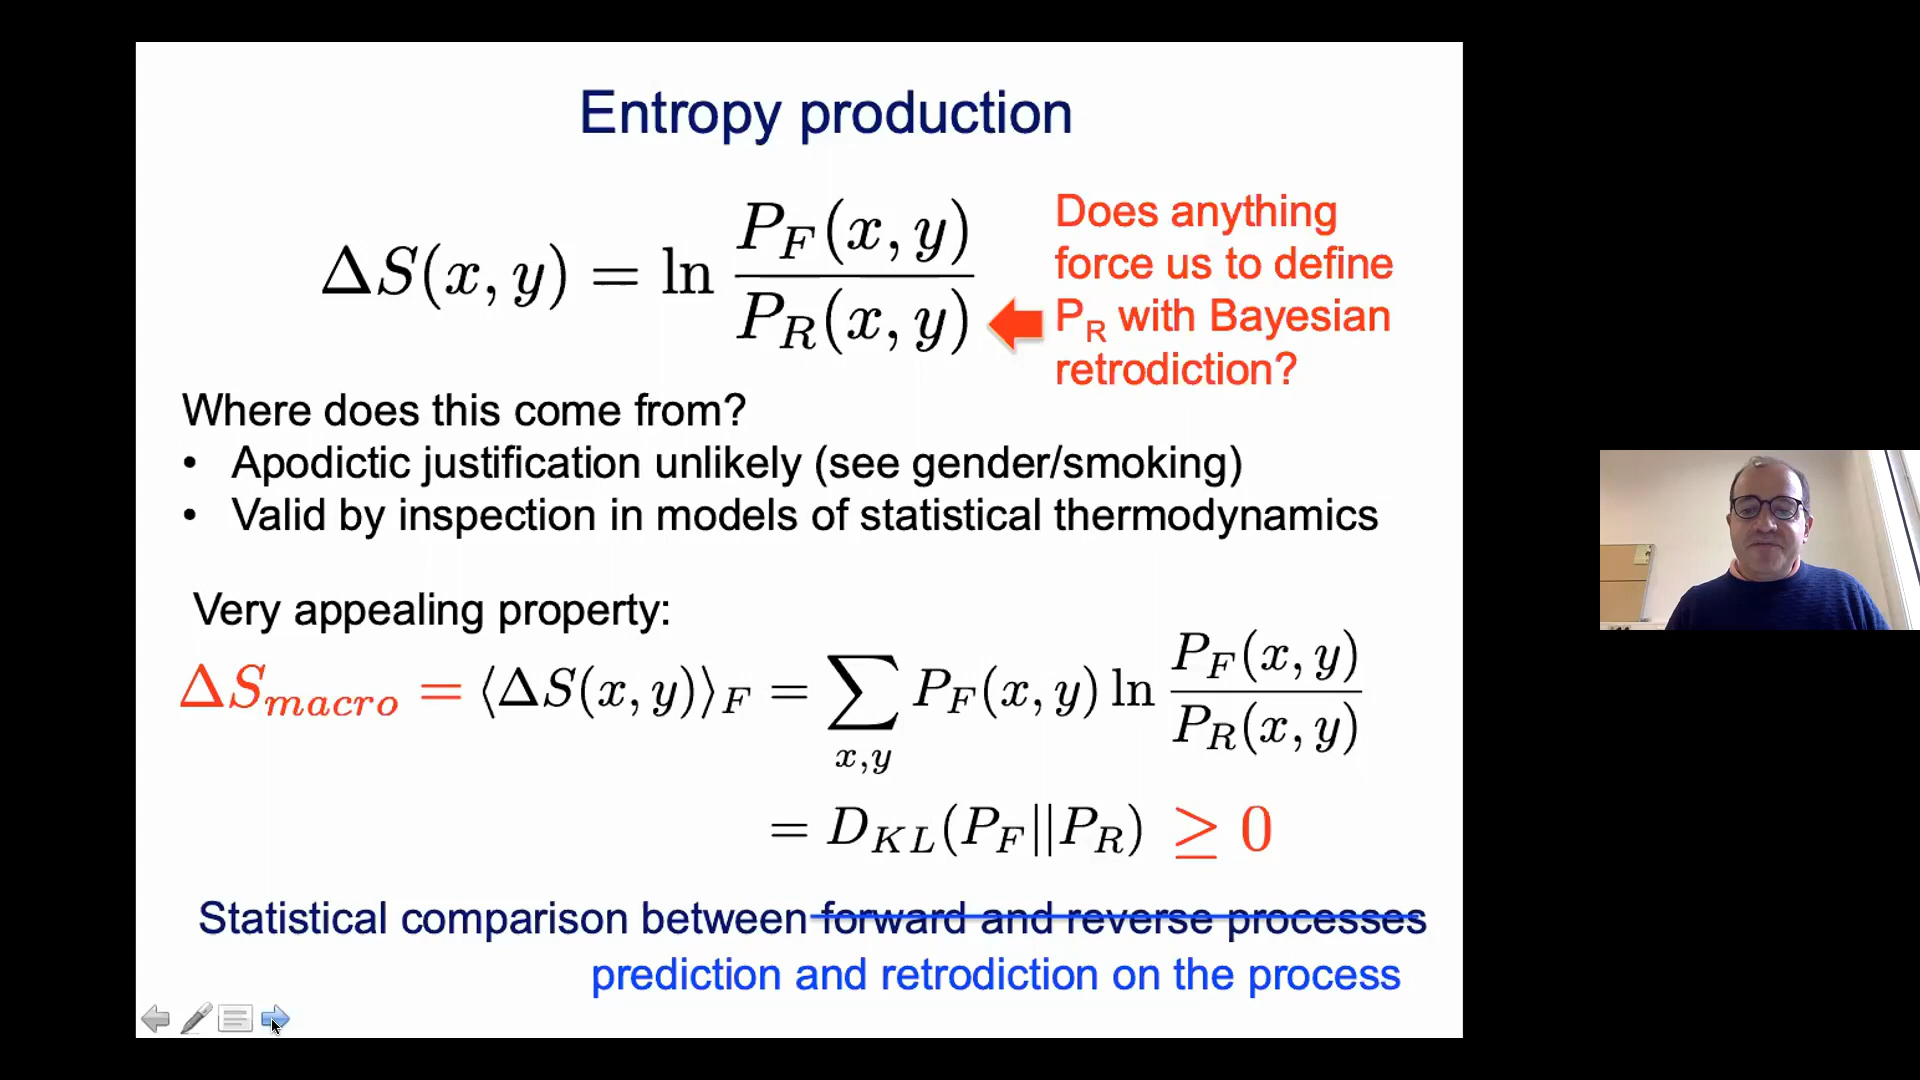 Entropy production
ΔS(x, y) = ln P_F(x, y) / P_R(x, y)
Does anything
force us to define
P_R with Bayesian
retrodiction?
Where does this come from?
• Apodictic justification unlikely (see gender/smoking)
• Valid by inspection in models of statistical thermodynamics
Very appealing property:
ΔS_macro = ⟨ΔS(x, y)⟩_F = ∑_{x,y} P_F(x, y) ln P_F(x, y) / P_R(x, y)
= D_{KL}(P_F||P_R) ≥ 0
Statistical comparison between forward and reverse processes
prediction and retrodiction on the process